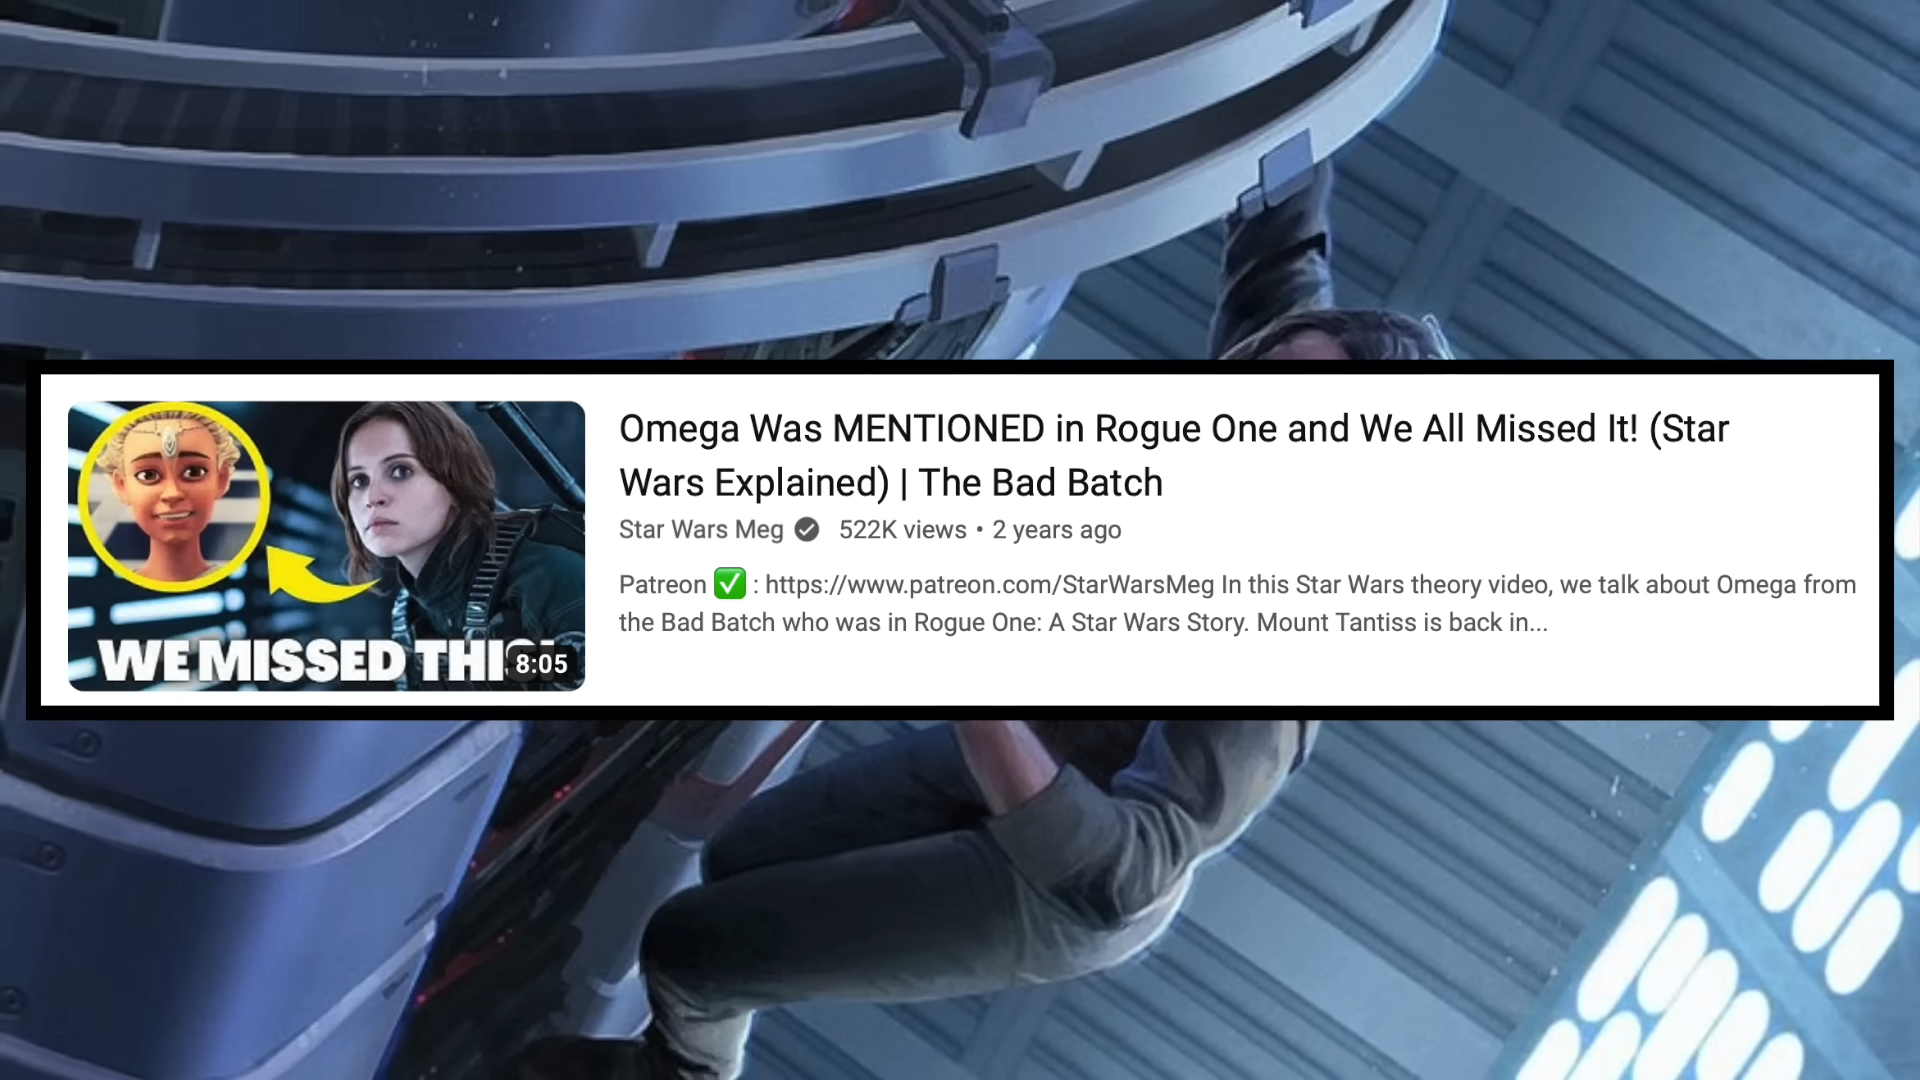 Omega Was MENTIONED in Rogue One and We All Missed It! (Star
Wars Explained) | The Bad Batch
Star Wars Meg 522K views • 2 years ago
Patreon ✅ : https://www.patreon.com/StarWarsMeg In this Star Wars theory video, we talk about Omega from
the Bad Batch who was in Rogue One: A Star Wars Story. Mount Tantiss is back in...
WE MISSED THIS!
8:05